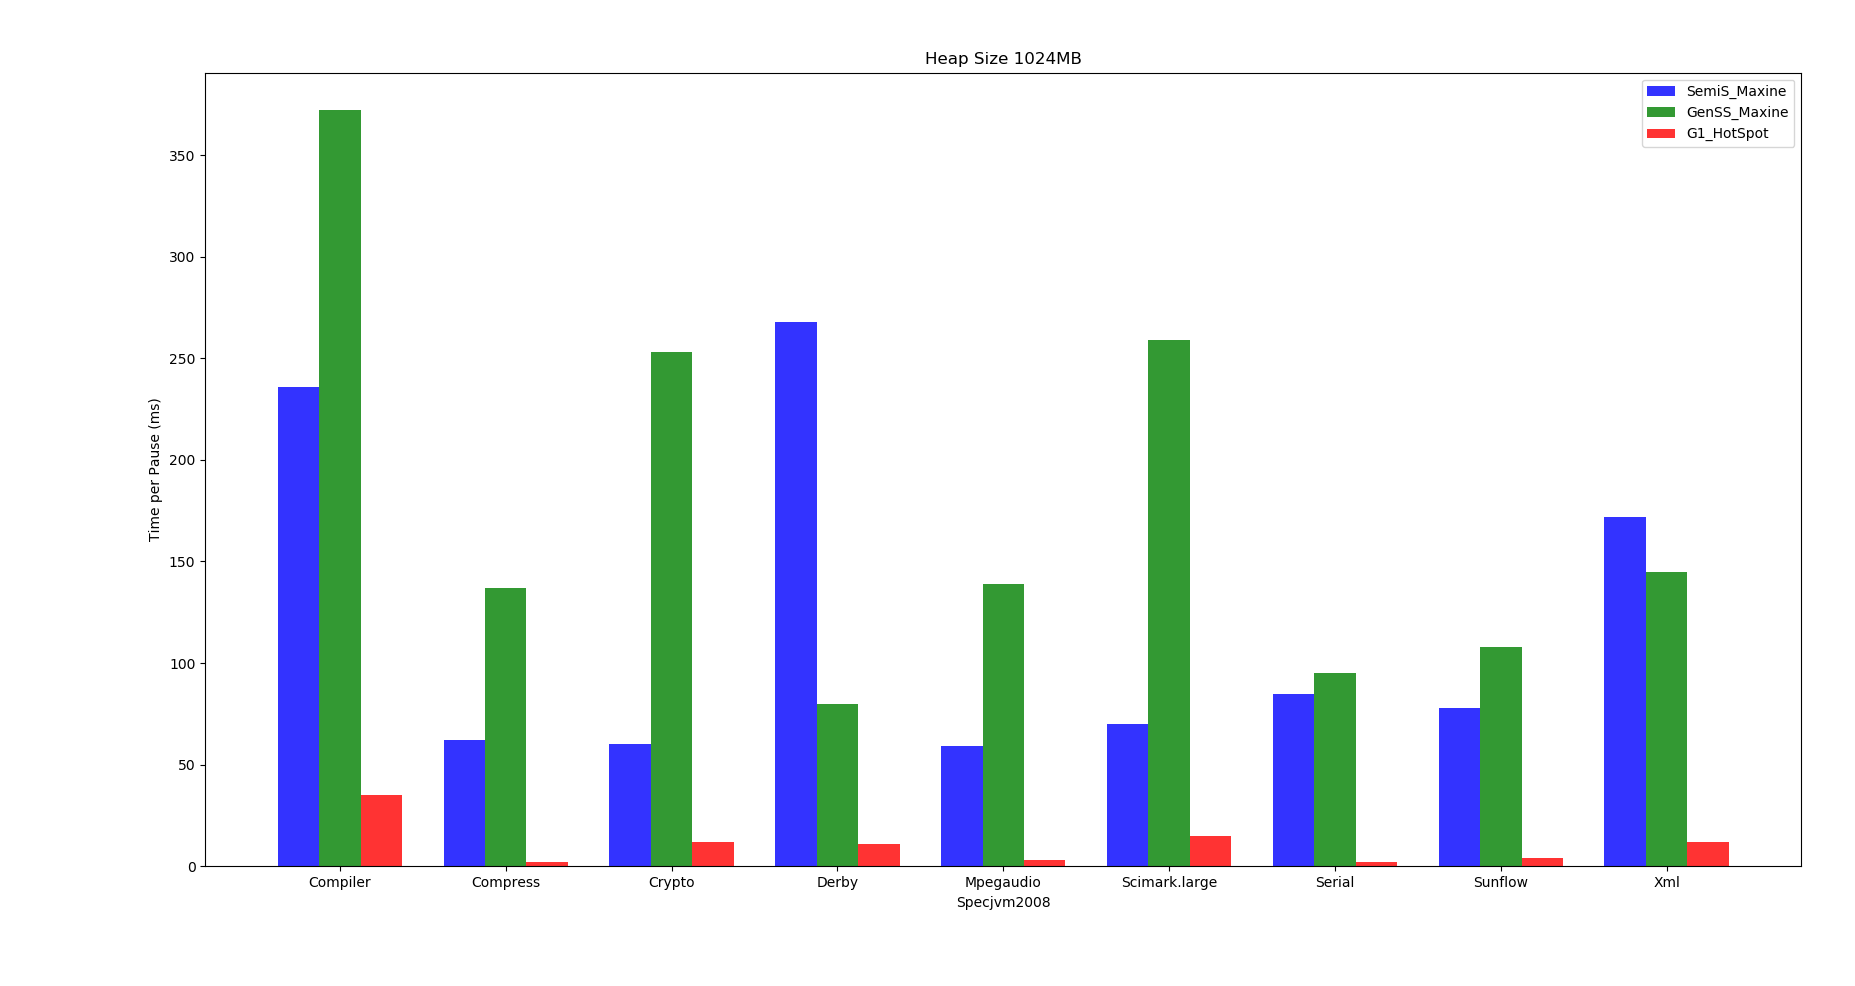 Heap Size 1024MB
SemiS_Maxine
GenSS_Maxine
G1_HotSpot
Time per Pause (ms)
350
300
250
200
150
100
50
0
Compiler Compress Crypto Derby Mpegaudio Scimark.large Serial Sunflow Xml
Specjvm2008